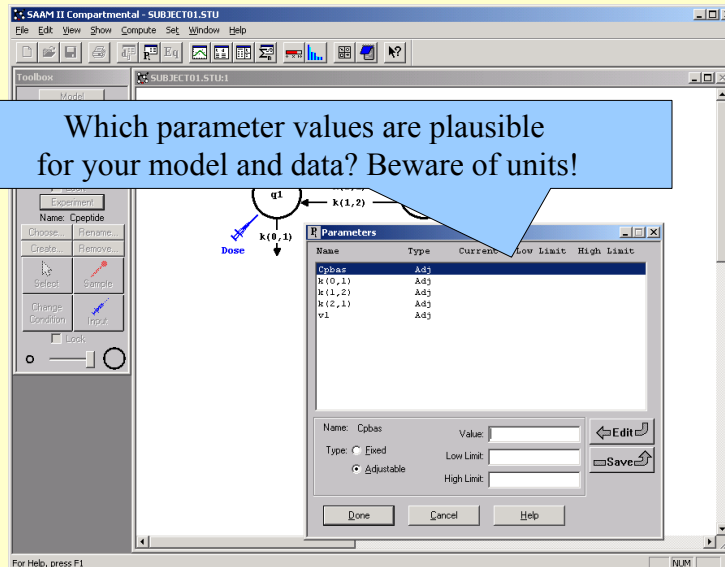 SAAM II Compartmental - SUBJECT01.STU
File Edit View Show Compute Set Window Help
Toolbox
SUBJECT01.STU:1
Model
Which parameter values are plausible
for your model and data? Beware of units!
Experiment
Name: Cpeptide
Choose... Rename...
Create... Remove...
Select Sample
Change Condition Input
Lock
q1
k(1,2)
k(0,1)
Dose
Parameters
Name Type Current Low Limit High Limit
Cpbas Adj
k(0,1) Adj
k(1,2) Adj
k(2,1) Adj
v1 Adj
Name: Cpbas
Value:
Edit
Type: Fixed
Low Limit:
Save
Adjustable
High Limit:
Done Cancel Help
For Help, press F1
NUM